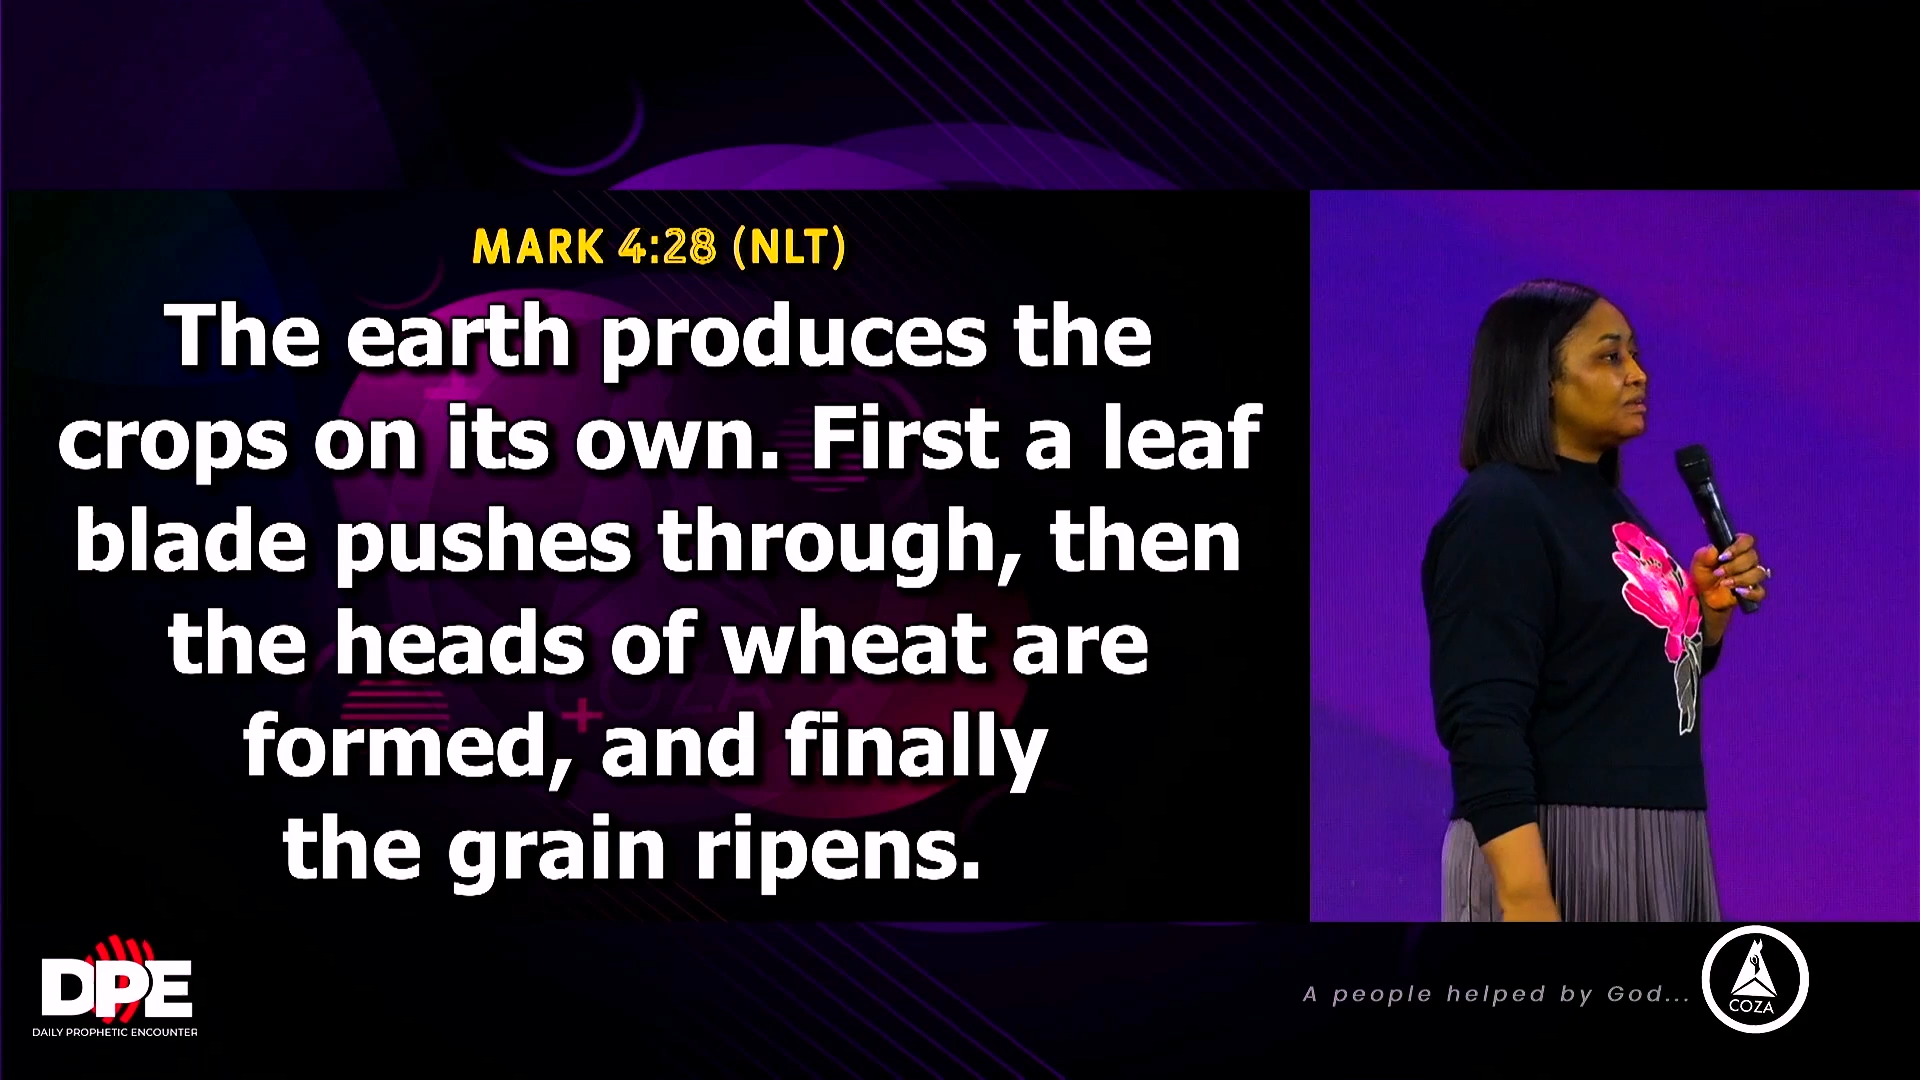 MARK 4:28 (NLT)
The earth produces the
crops on its own. First a leaf
blade pushes through, then
the heads of wheat are
formed, and finally
the grain ripens.
DPE
DAILY PROPHETIC ENCOUNTER
A people helped by God...
COZA
COZA